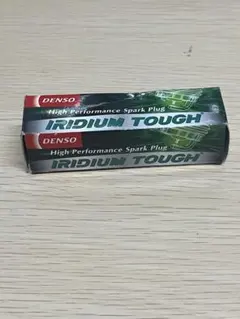 DENSO
High Performance Spark Plug
IRIDIUM TOUGH
DENSO
High Performance Spark Plug
IRIDIUM TOUGH